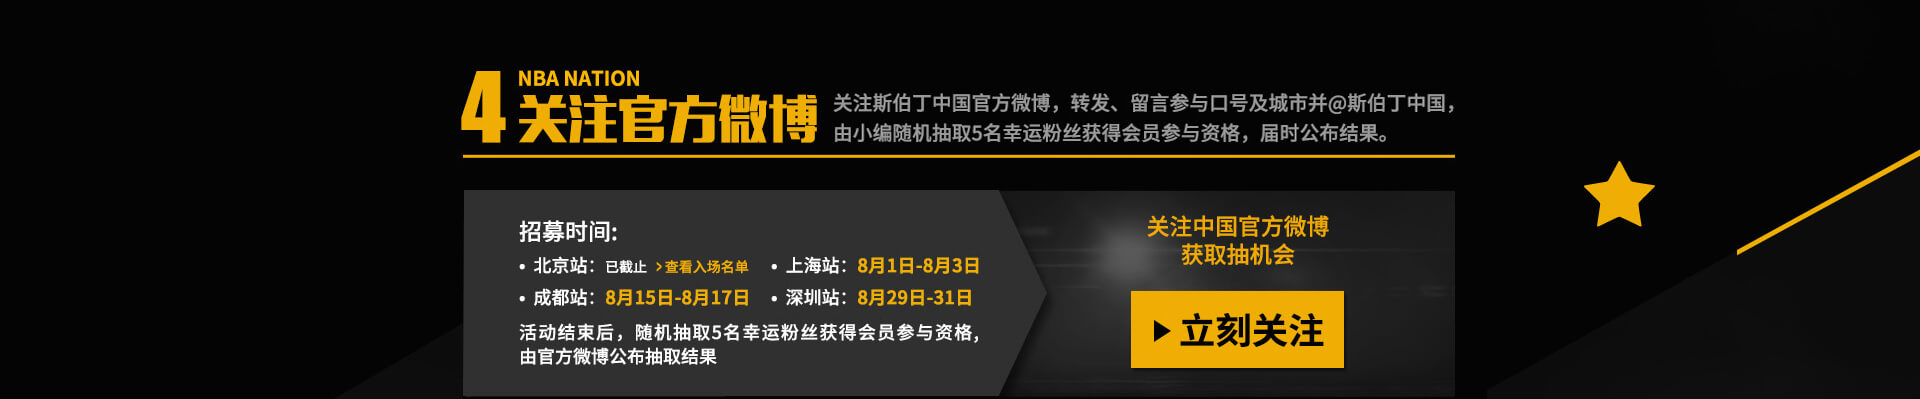 4
NBA NATION
关注官方微博
关注斯伯丁中国官方微博，转发、留言参与口号及城市并@斯伯丁中国，
由小编随机抽取5名幸运粉丝获得会员参与资格，届时公布结果。
招募时间:
• 北京站：已截止 >查看入场名单
• 上海站：8月1日-8月3日
• 成都站：8月15日-8月17日
• 深圳站：8月29日-31日
活动结束后，随机抽取5名幸运粉丝获得会员参与资格,
由官方微博公布抽取结果
关注中国官方微博
获取抽机会
立刻关注